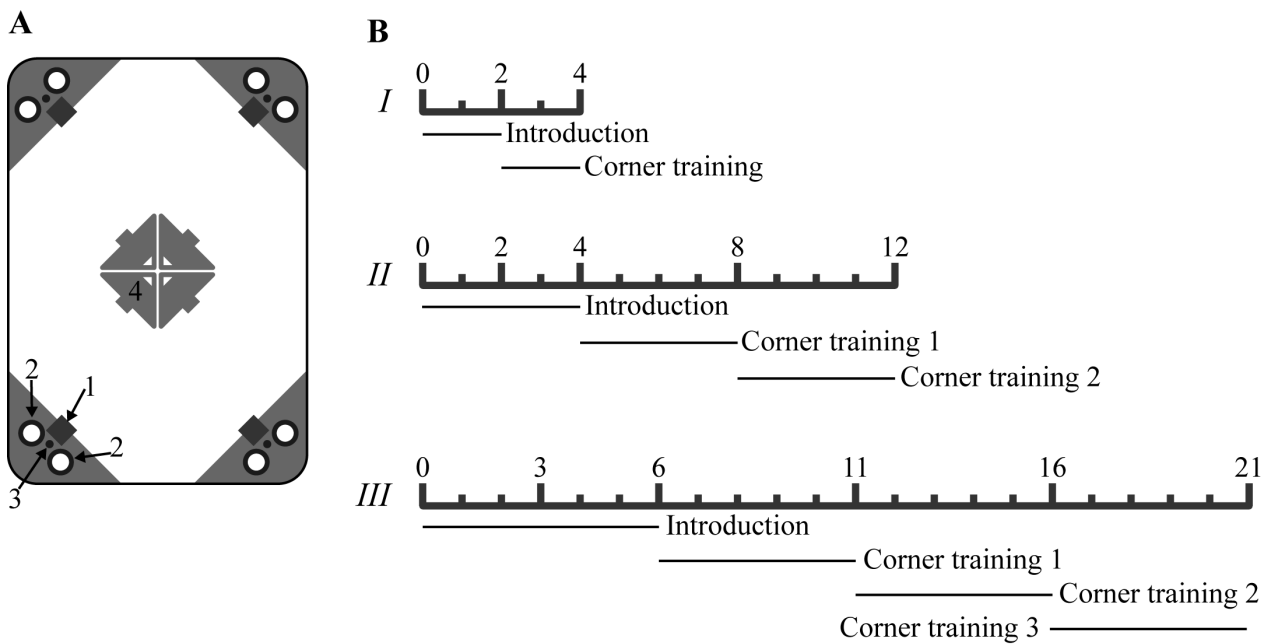 A
4
2
1
2
3
B
I
0 2 4
Introduction
Corner training
II
0 2 4 8 12
Introduction
Corner training 1
Corner training 2
III
0 3 6 11 16 21
Introduction
Corner training 1
Corner training 2
Corner training 3